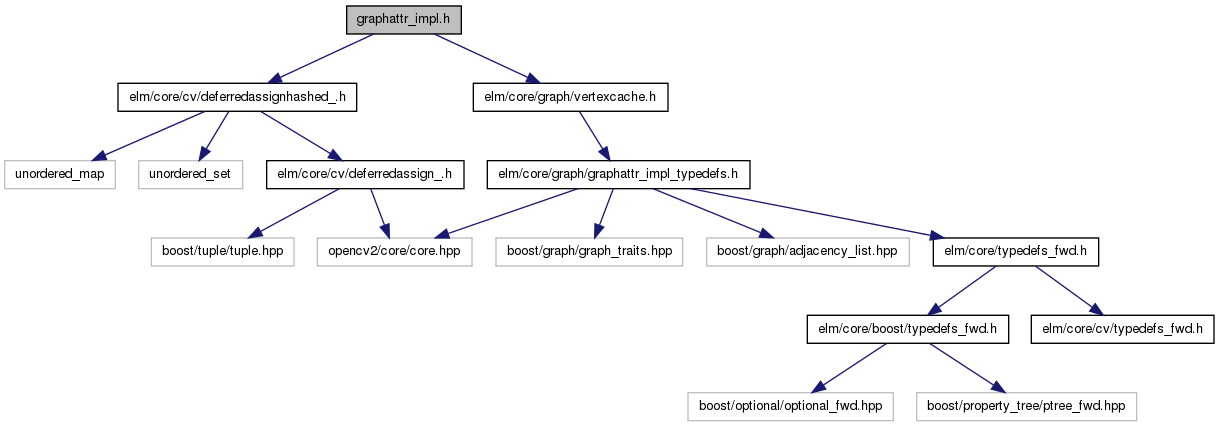 graphattr_impl.h
elm/core/cv/deferredassignhashed_.h
elm/core/graph/vertexcache.h
unordered_map
unordered_set
elm/core/cv/deferredassign_.h
elm/core/graph/graphattr_impl_typedefs.h
boost/tuple/tuple.hpp
opencv2/core/core.hpp
boost/graph/graph_traits.hpp
boost/graph/adjacency_list.hpp
elm/core/typedefs_fwd.h
elm/core/boost/typedefs_fwd.h
elm/core/cv/typedefs_fwd.h
boost/optional/optional_fwd.hpp
boost/property_tree/ptree_fwd.hpp